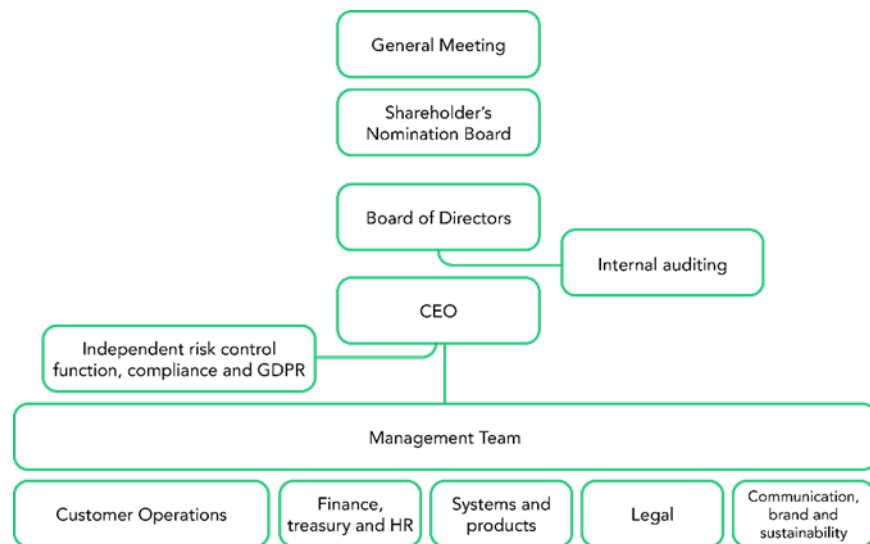 General Meeting
Shareholder's
Nomination Board
Board of Directors
Internal auditing
CEO
Independent risk control
function, compliance and GDPR
Management Team
Customer Operations
Finance,
treasury and HR
Systems and
products
Legal
Communication,
brand and
sustainability